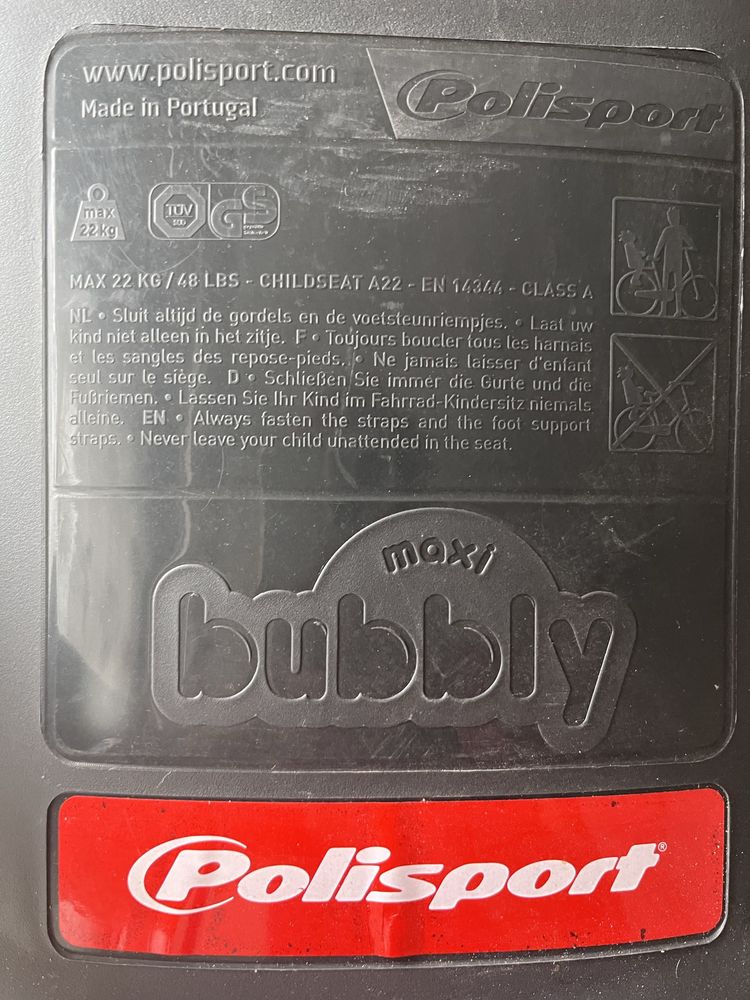 www.polisport.com
Made in Portugal
Polisport
max
22 kg
TÜV
SÜD
GS
MAX 22 KG / 48 LBS - CHILDSEAT A22 - EN 14344 - CLASS A
NL • Sluit altijd de gordels en de voetsteunriempjes. • Laat uw
kind niet alleen in het zitje. F • Toujours boucler tous les harnais
et les sangles des repose-pieds. • Ne jamais laisser d'enfant
seul sur le siège. D • Schließen Sie immer die Gurte und die
Fußriemen. • Lassen Sie Ihr Kind im Fahrrad-Kindersitz niemals
alleine. EN • Always fasten the straps and the foot support
straps. • Never leave your child unattended in the seat.
maxi
bubbly
Polisport®